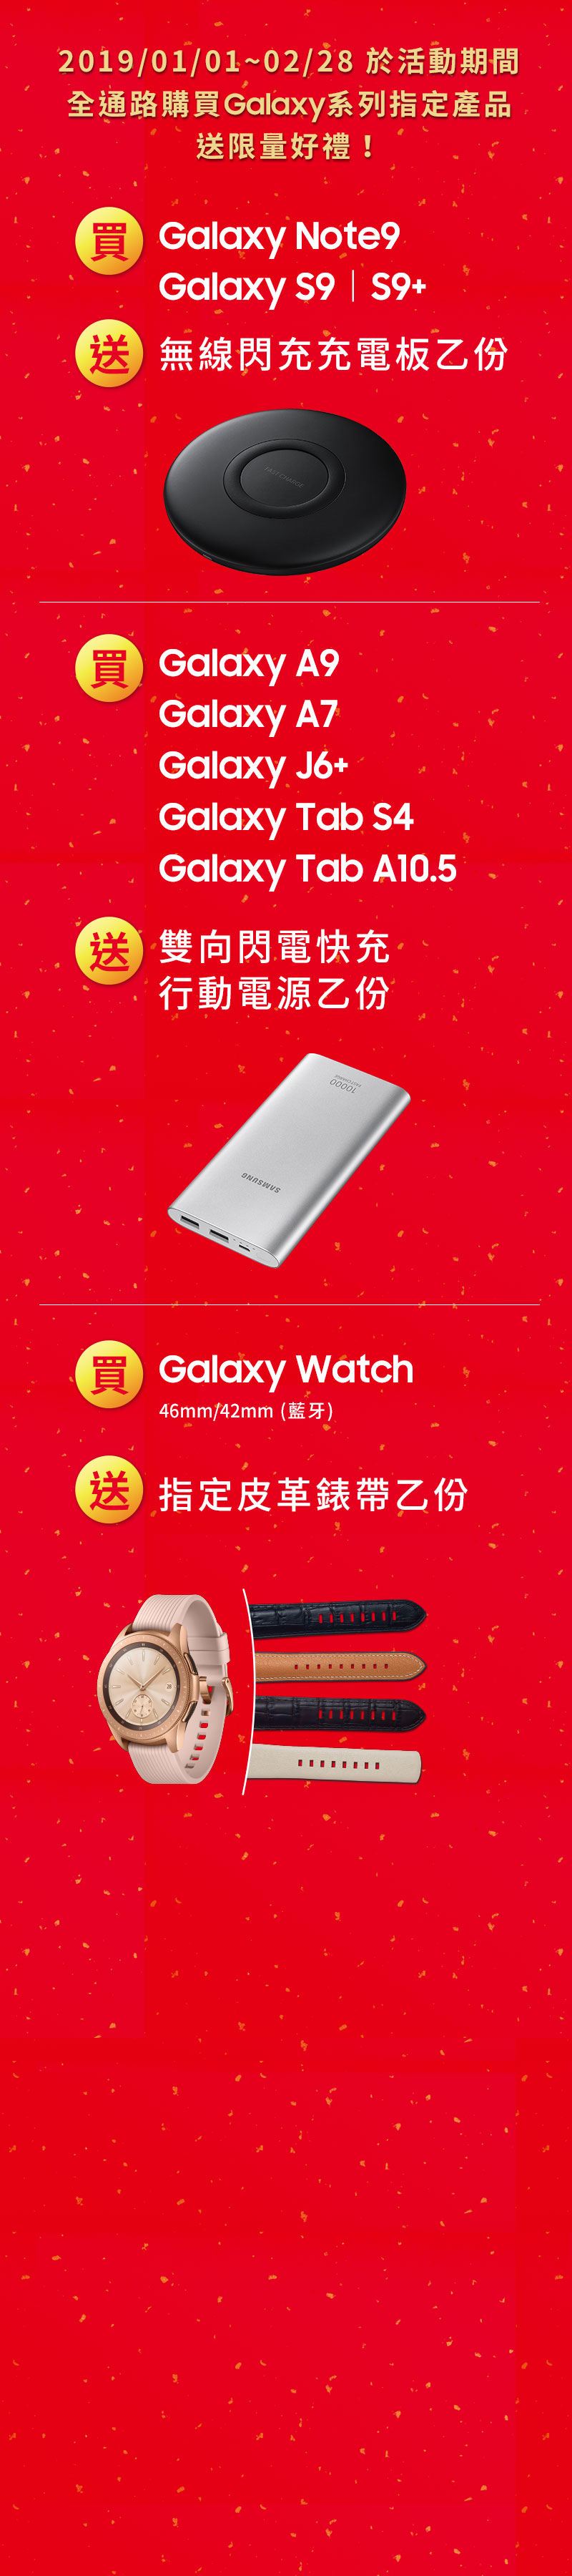 2019/01/01~02/28 於活動期間
全通路購買Galaxy系列指定產品
送限量好禮！
買
Galaxy Note9
Galaxy S9｜S9+
送
無線閃充充電板乙份
FAST CHARGE
買
Galaxy A9
Galaxy A7
Galaxy J6+
Galaxy Tab S4
Galaxy Tab A10.5
送
雙向閃電快充
行動電源乙份
10000
SAMSUNG
買
Galaxy Watch
46mm/42mm (藍牙)
送
指定皮革錶帶乙份